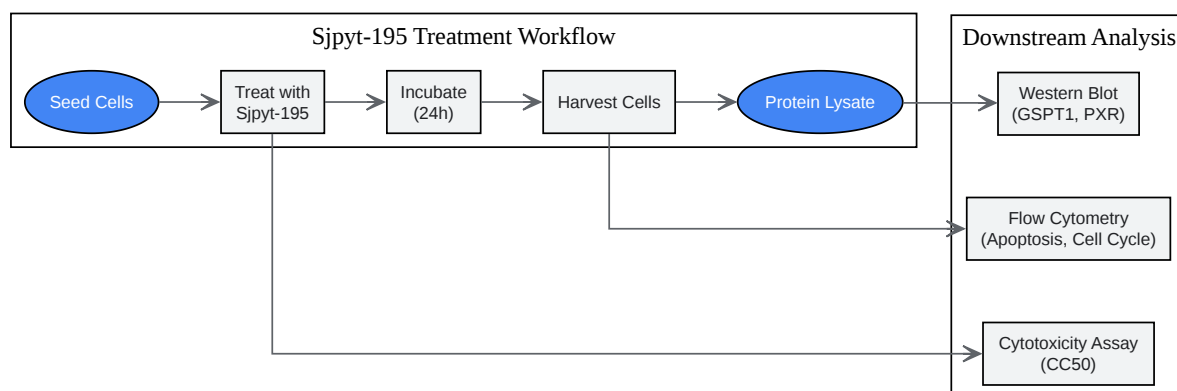 Sjpyt-195 Treatment Workflow
Seed Cells
Treat with
Sjpyt-195
Incubate
(24h)
Harvest Cells
Protein Lysate
Downstream Analysis
Western Blot
(GSPT1, PXR)
Flow Cytometry
(Apoptosis, Cell Cycle)
Cytotoxicity Assay
(CC50)